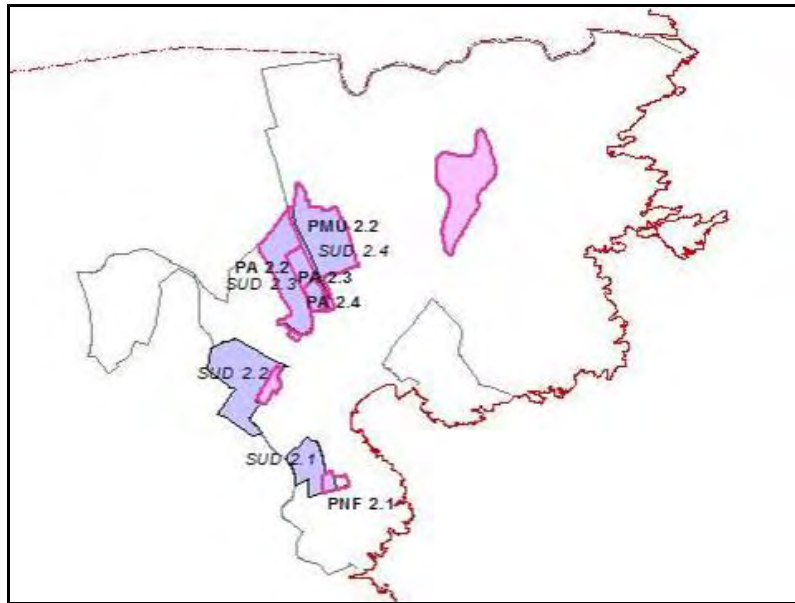 PMU 2.2
SUD 2.4
PA 2.2
PA 2.3
SUD 2.3
PA 2.4
SUD 2.2
SUD 2.1
PNF 2.1